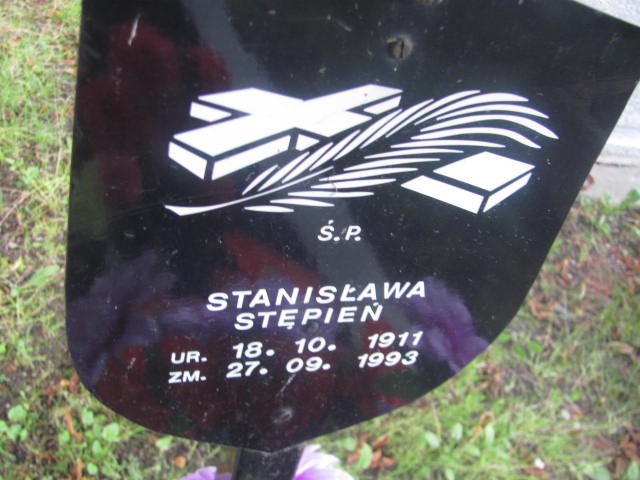 Ś.P.
STANISŁAWA
STĘPIEŃ
UR. 18. 10. 1911
ZM. 27. 09. 1993